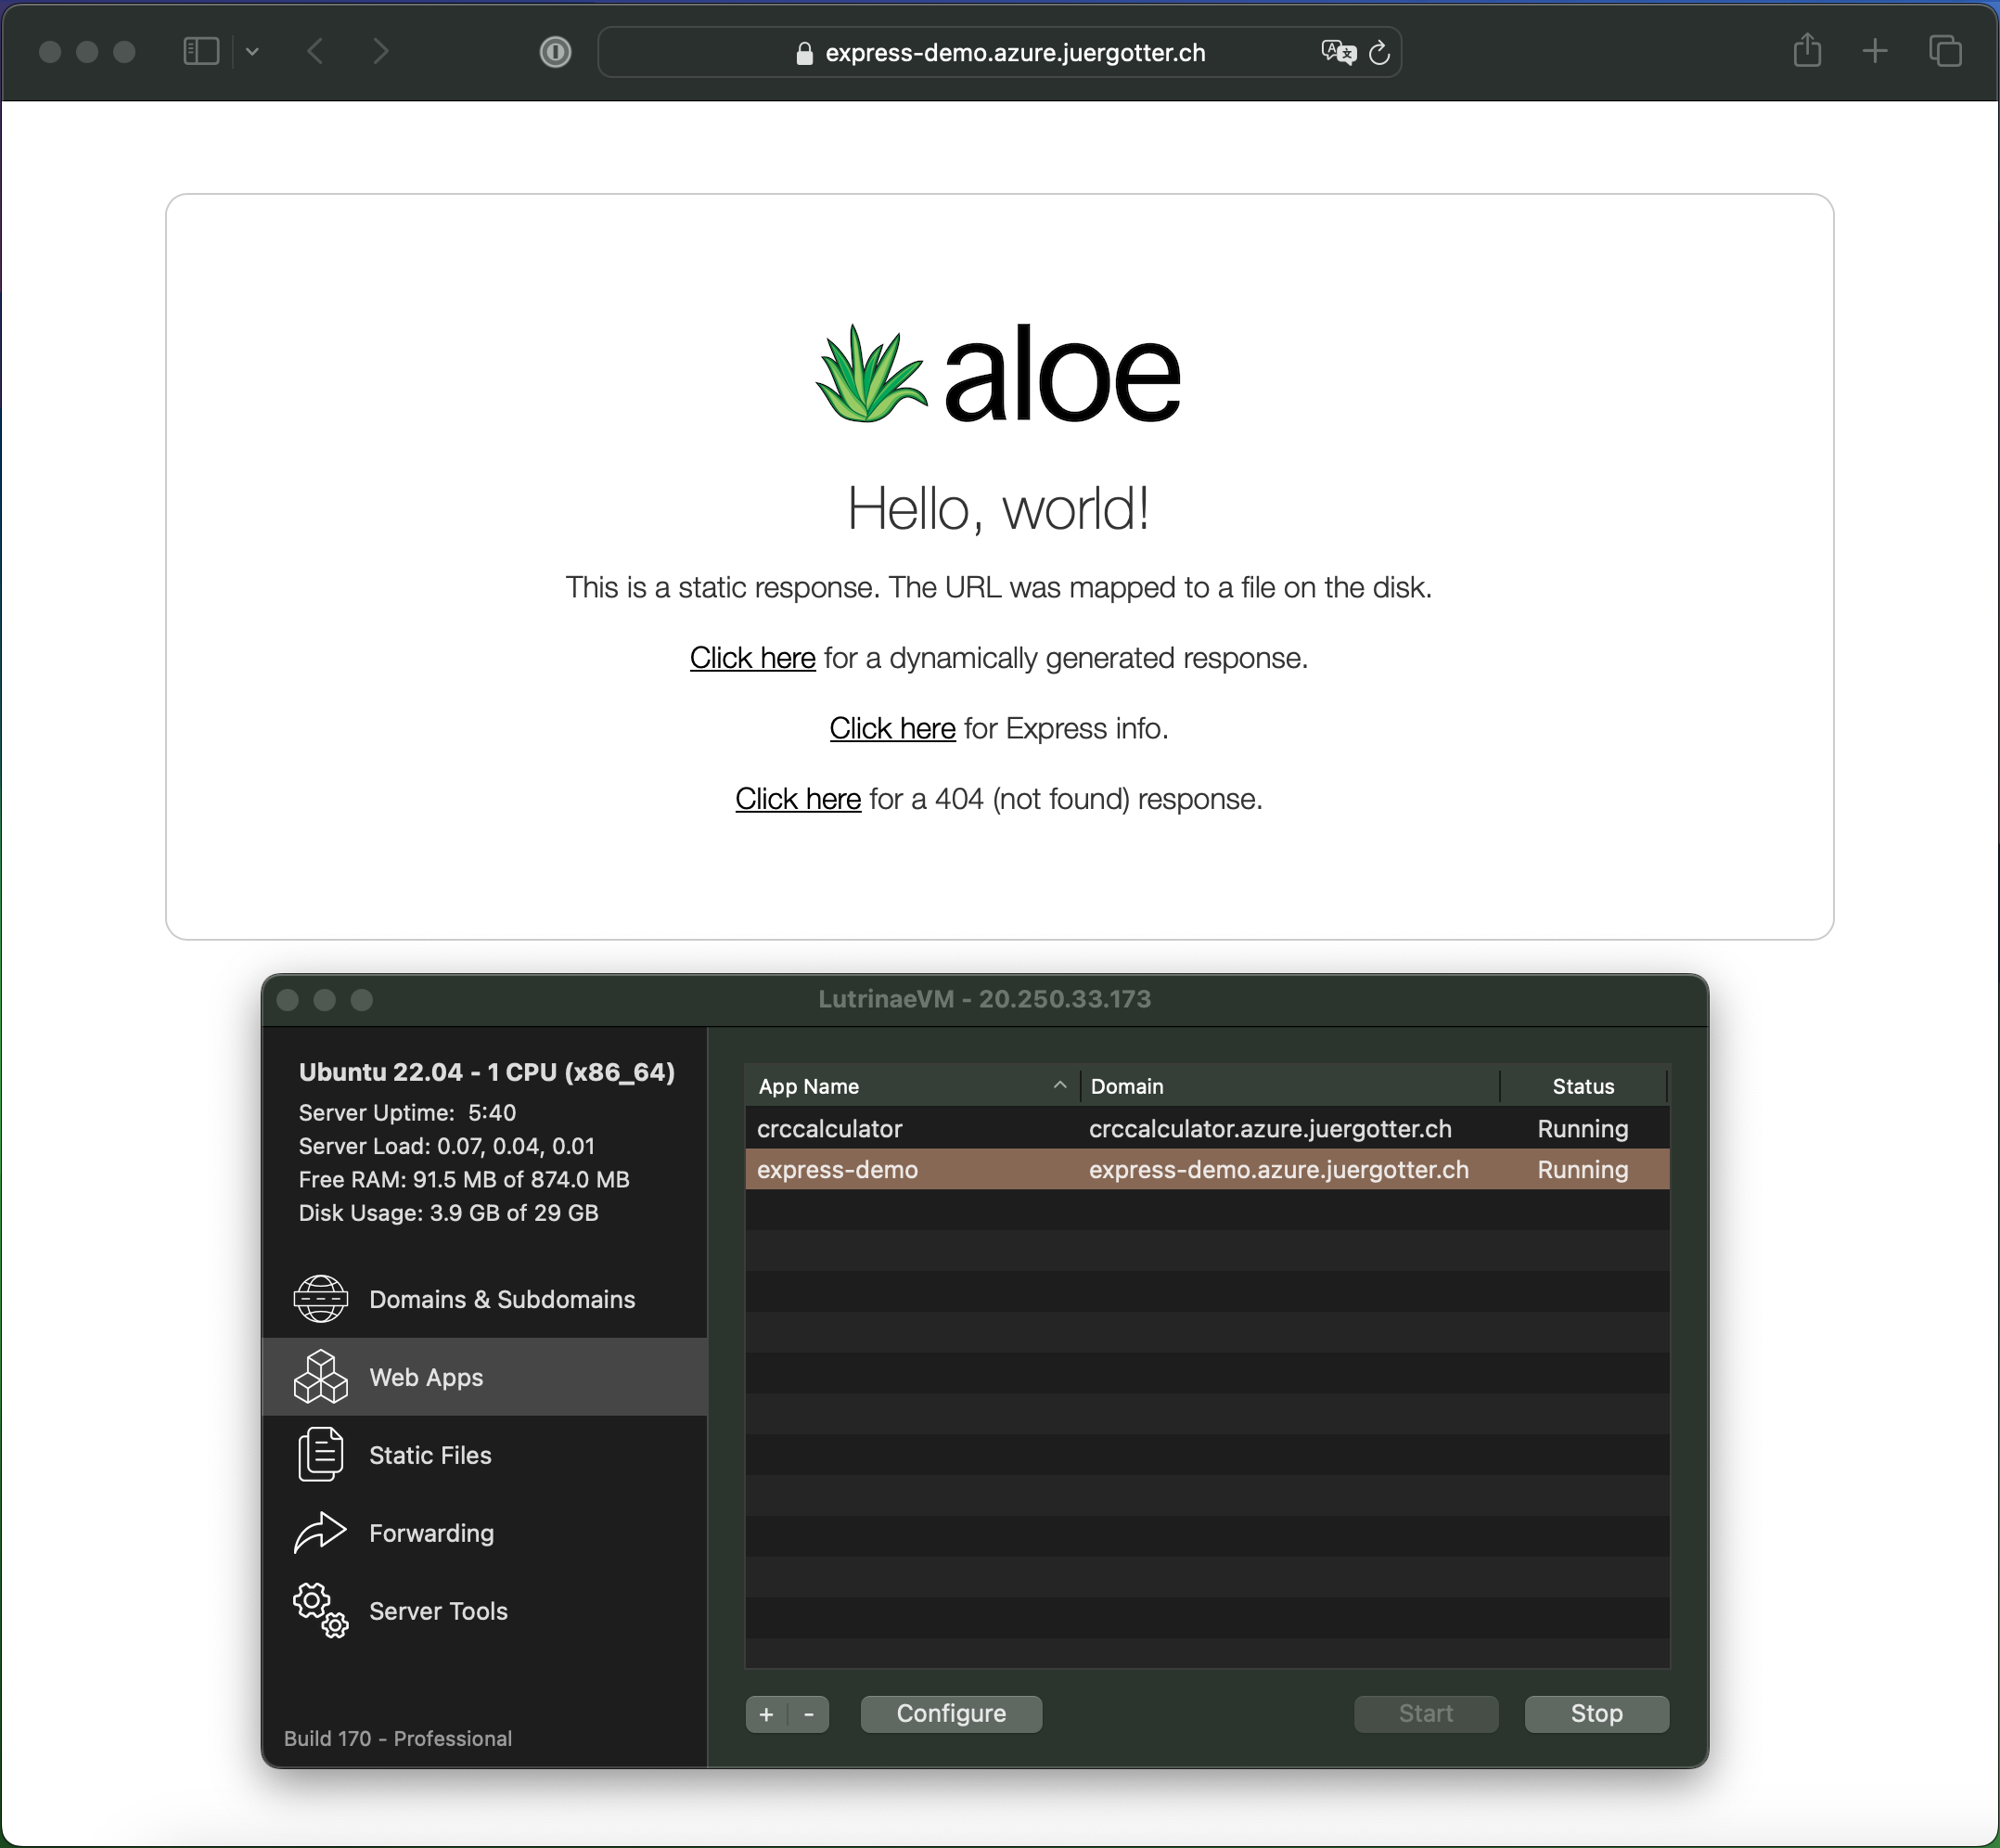 express-demo.azure.juergotter.ch
aloe
Hello, world!
This is a static response. The URL was mapped to a file on the disk.
Click here for a dynamically generated response.
Click here for Express info.
Click here for a 404 (not found) response.
LutrinaeVM - 20.250.33.173
Ubuntu 22.04 - 1 CPU (x86_64)
Server Uptime: 5:40
Server Load: 0.07, 0.04, 0.01
Free RAM: 91.5 MB of 874.0 MB
Disk Usage: 3.9 GB of 29 GB
Domains & Subdomains
Web Apps
Static Files
Forwarding
Server Tools
Build 170 - Professional
App Name Domain Status
crccalculator crccalculator.azure.juergotter.ch Running
express-demo express-demo.azure.juergotter.ch Running
+ - Configure Start Stop